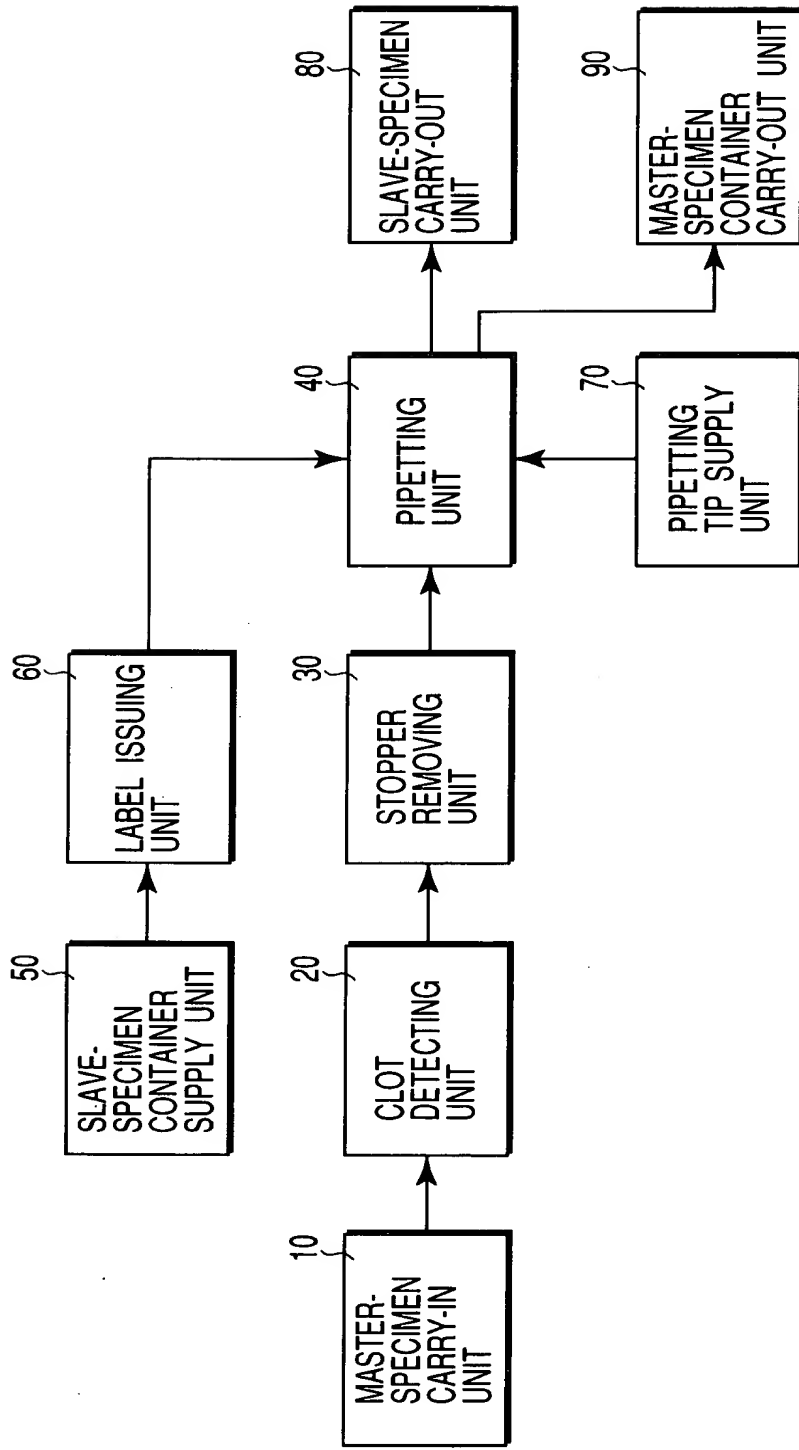 50
SLAVE-
SPECIMEN
CONTAINER
SUPPLY UNIT
60
LABEL ISSUING
UNIT
10
MASTER-
SPECIMEN
CARRY-IN
UNIT
20
CLOT
DETECTING
UNIT
30
STOPPER
REMOVING
UNIT
40
PIPETTING
UNIT
80
SLAVE-SPECIMEN
CARRY-OUT
UNIT
70
PIPETTING
TIP SUPPLY
UNIT
90
MASTER-
SPECIMEN
CONTAINER
CARRY-OUT UNIT